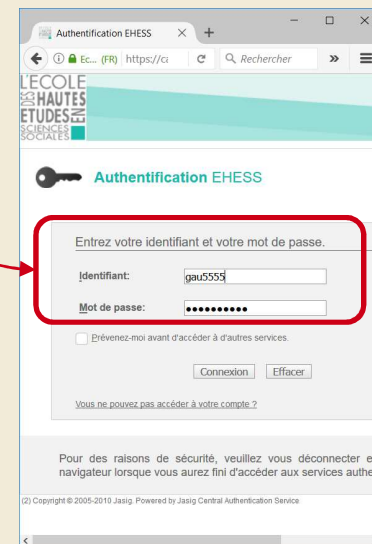 Authentification EHESS
Ec... (FR) https://ca Rechercher
L'ECOLE
DES HAUTES
ETUDES EN
SCIENCES
SOCIALES
Authentification EHESS
Entrez votre identifiant et votre mot de passe.
Identifiant: gau5555
Mot de passe: ••••••••••
Prévenez-moi avant d'accéder à d'autres services.
Connexion Effacer
Vous ne pouvez pas accéder à votre compte ?
Pour des raisons de sécurité, veuillez vous déconnecter e
navigateur lorsque vous aurez fini d'accéder aux services authe
(2) Copyright © 2005-2010 Jasig. Powered by Jasig Central Authentication Service